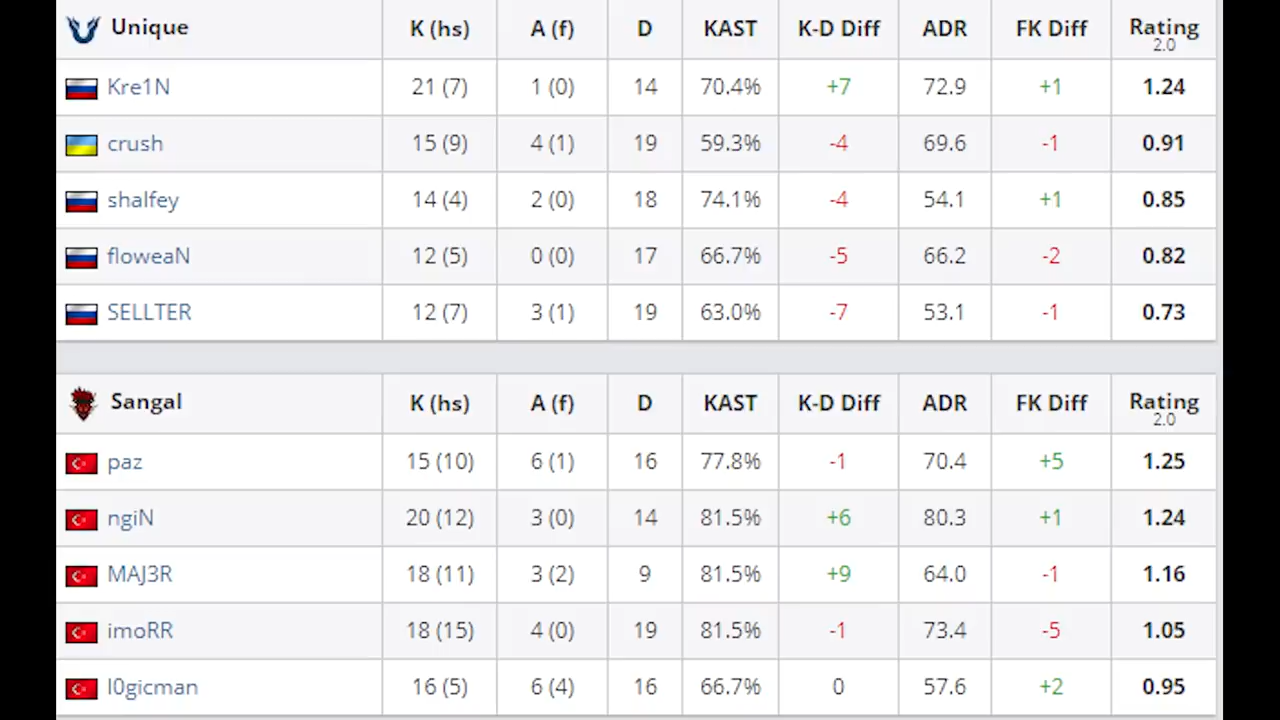 Unique K (hs) A (f) D KAST K-D Diff ADR FK Diff Rating 2.0
Kre1N 21 (7) 1 (0) 14 70.4% +7 72.9 +1 1.24
crush 15 (9) 4 (1) 19 59.3% -4 69.6 -1 0.91
shalfey 14 (4) 2 (0) 18 74.1% -4 54.1 +1 0.85
floweaN 12 (5) 0 (0) 17 66.7% -5 66.2 -2 0.82
SELLTER 12 (7) 3 (1) 19 63.0% -7 53.1 -1 0.73
Sangal K (hs) A (f) D KAST K-D Diff ADR FK Diff Rating 2.0
paz 15 (10) 6 (1) 16 77.8% -1 70.4 +5 1.25
ngiN 20 (12) 3 (0) 14 81.5% +6 80.3 +1 1.24
MAJ3R 18 (11) 3 (2) 9 81.5% +9 64.0 -1 1.16
imoRR 18 (15) 4 (0) 19 81.5% -1 73.4 -5 1.05
l0gicman 16 (5) 6 (4) 16 66.7% 0 57.6 +2 0.95